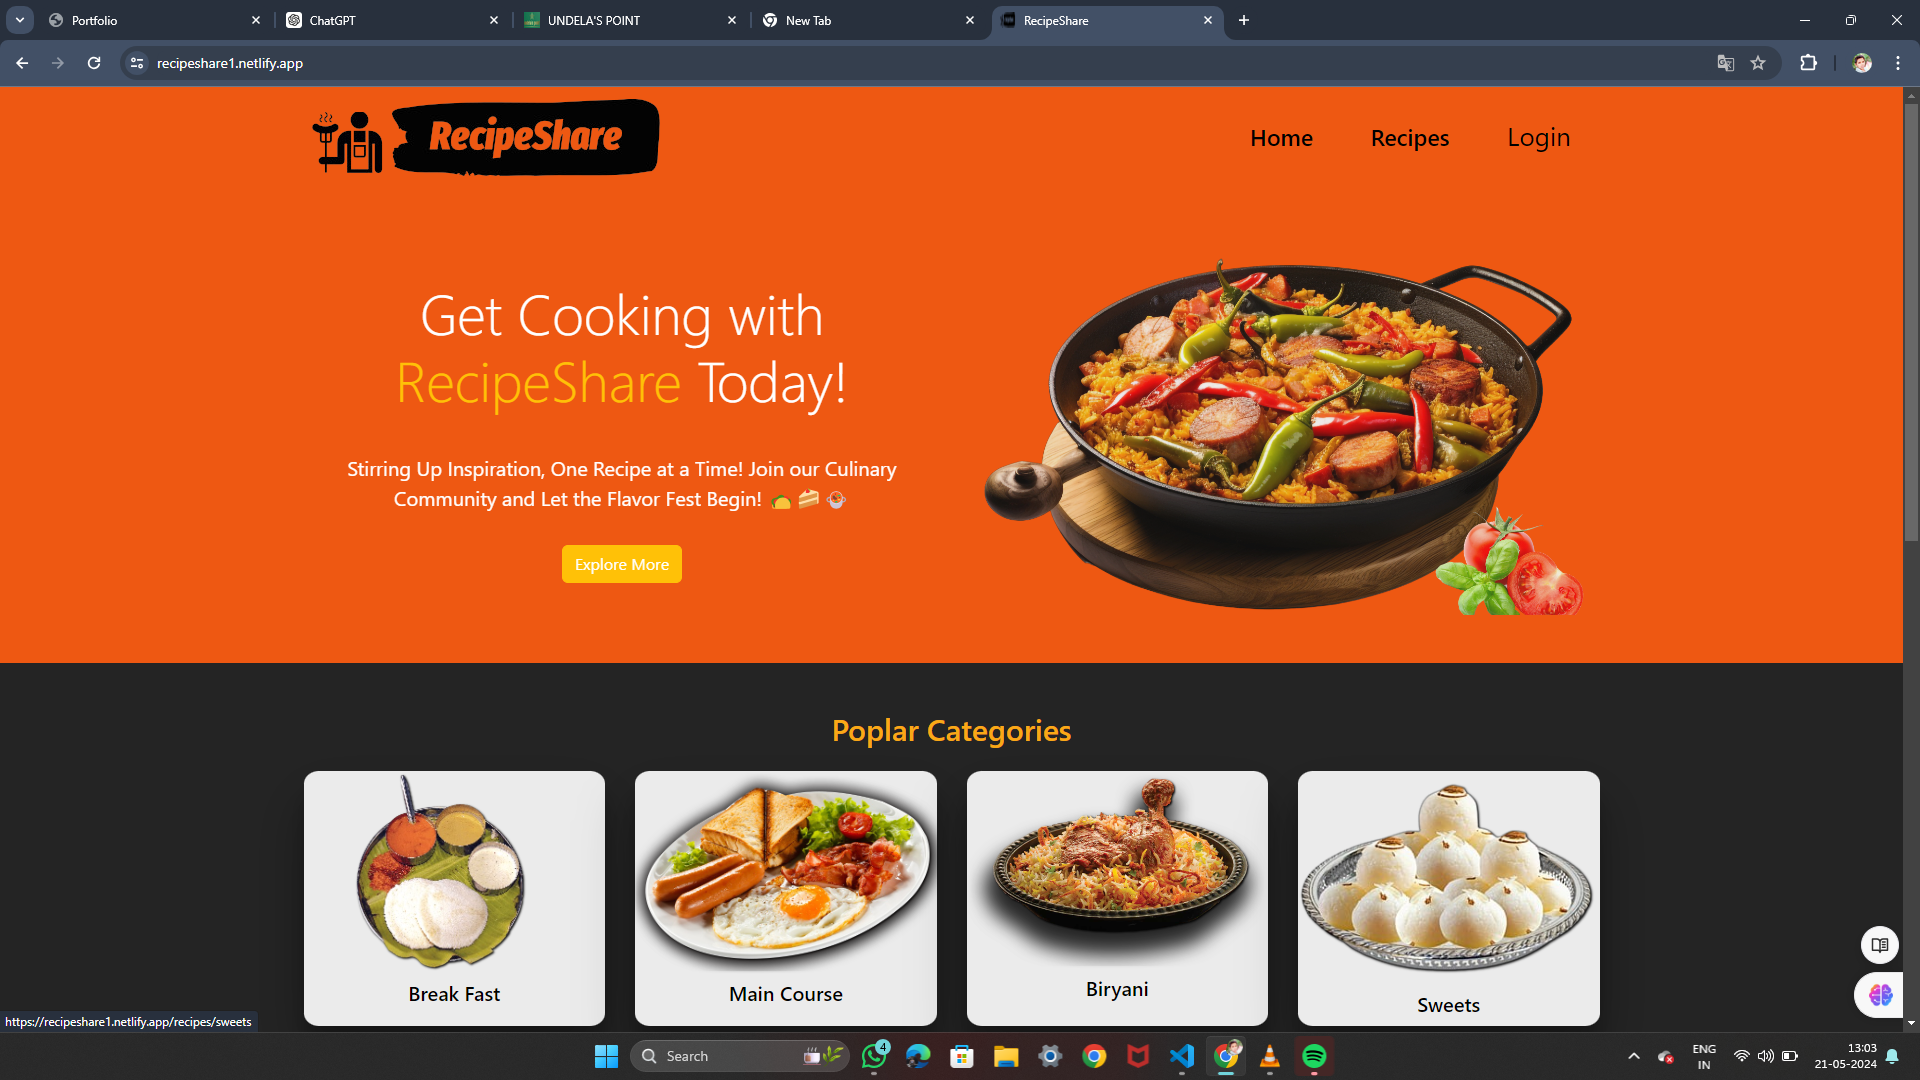 Portfolio
ChatGPT
UNDELA'S POINT
New Tab
RecipeShare
recipeshare1.netlify.app
RecipeShare
Home
Recipes
Login
Get Cooking with
RecipeShare Today!
Stirring Up Inspiration, One Recipe at a Time! Join our Culinary
Community and Let the Flavor Fest Begin! 🌮 🍰 🍲
Explore More
Poplar Categories
Break Fast
Main Course
Biryani
Sweets
https://recipeshare1.netlify.app/recipes/sweets
Search
4
ENG
IN
13:03
21-05-2024